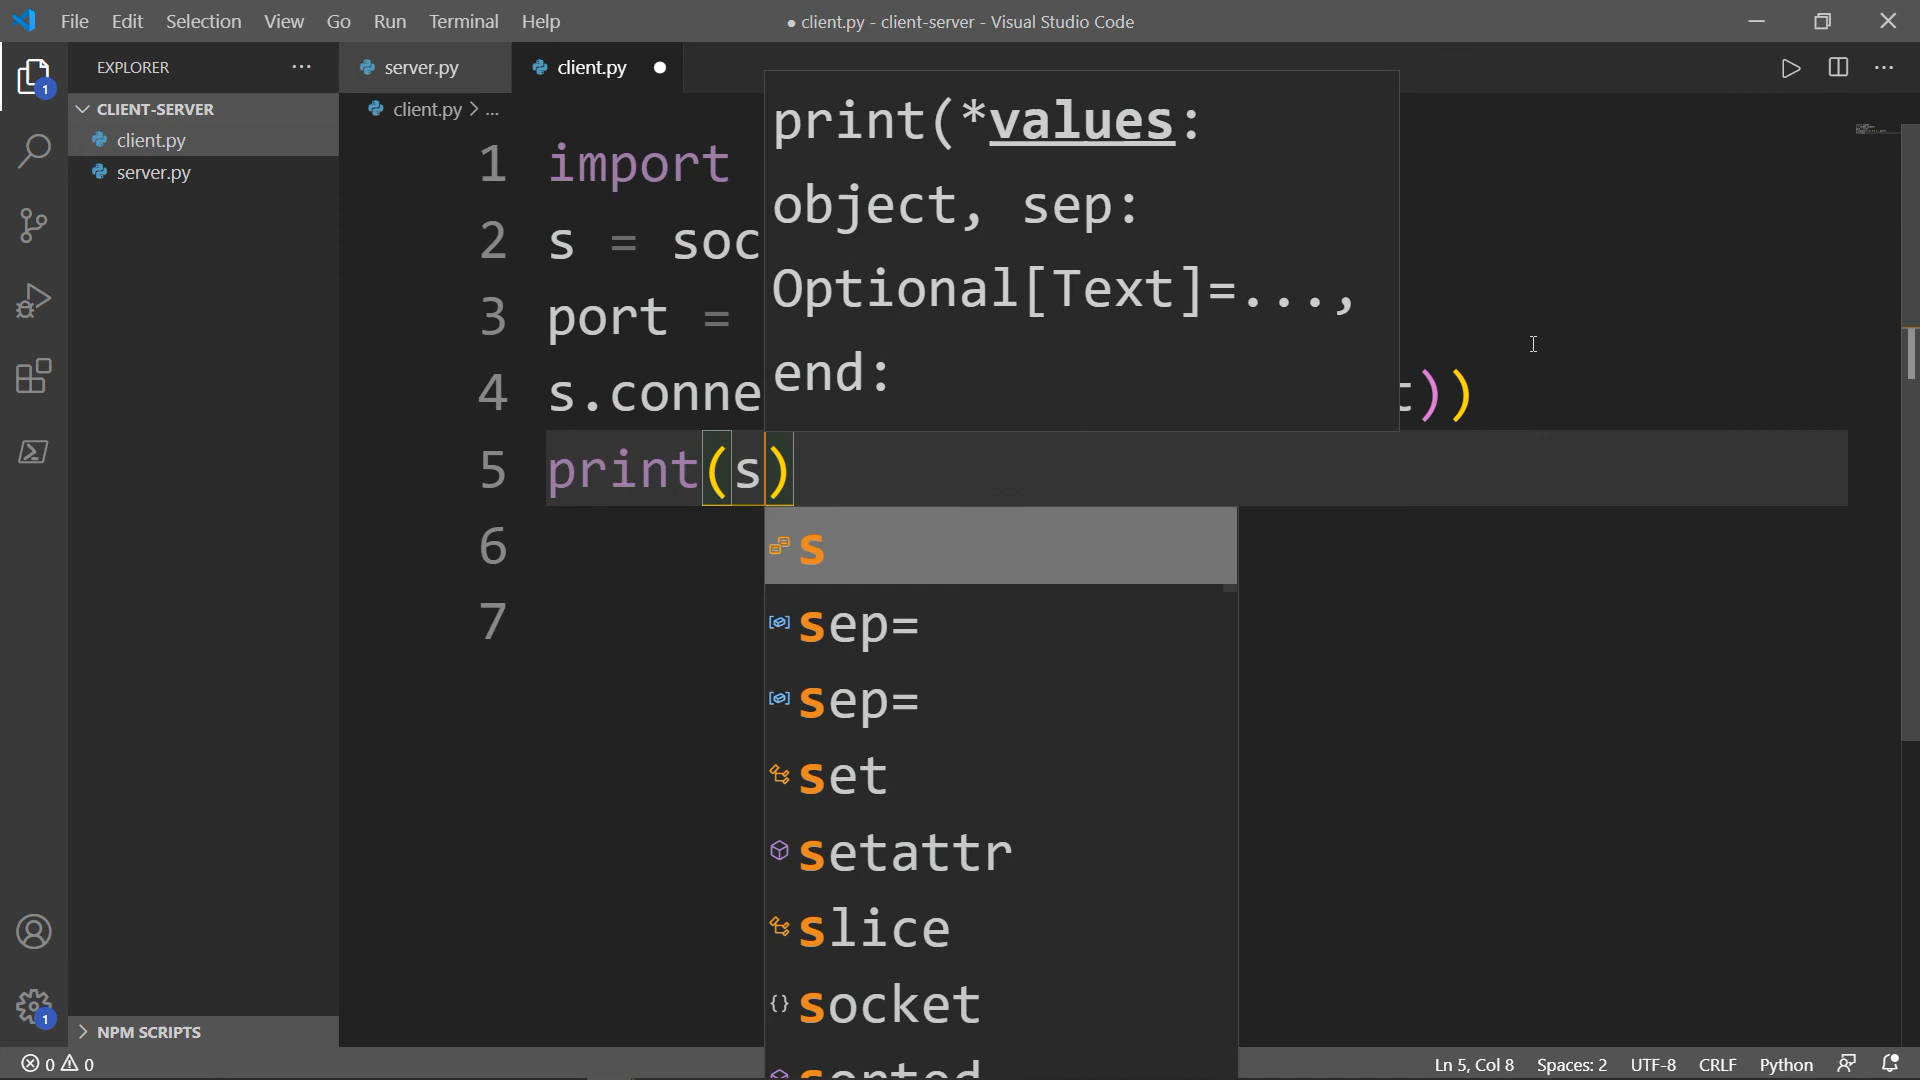 File Edit Selection View Go Run Terminal Help
● client.py - client-server - Visual Studio Code
EXPLORER ...
server.py
client.py
1
CLIENT-SERVER
client.py
server.py
client.py > ...
1 import
2 s = soc
3 port =
4 s.conne t))
5 print(s)
6
7
print(*values:
object, sep:
Optional[Text]=...,
end:
s
sep=
sep=
set
setattr
slice
socket
sorted
1
NPM SCRIPTS
0 0
Ln 5, Col 8 Spaces: 2 UTF-8 CRLF Python